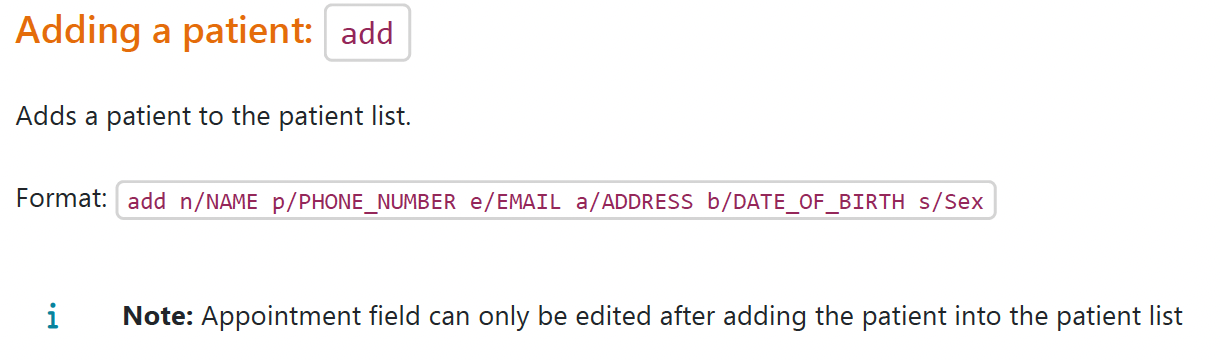 Adding a patient: add
Adds a patient to the patient list.
Format: add n/NAME p/PHONE_NUMBER e/EMAIL a/ADDRESS b/DATE_OF_BIRTH s/Sex
Note: Appointment field can only be edited after adding the patient into the patient list